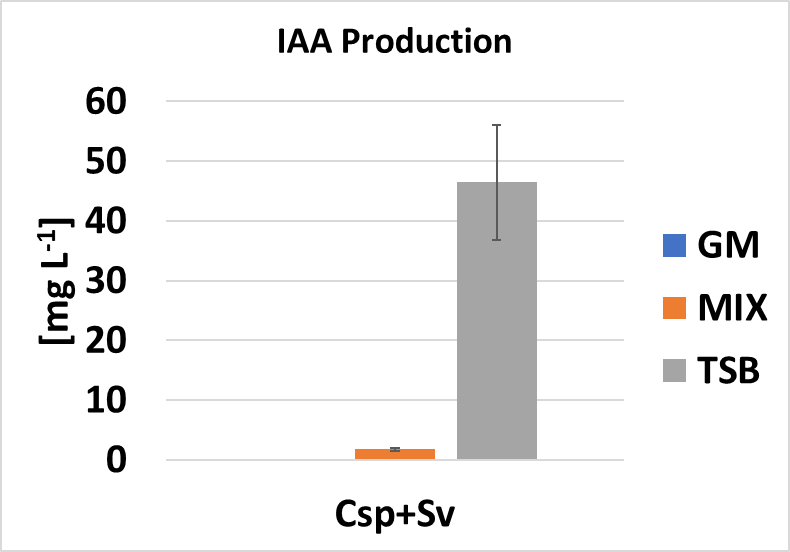 IAA Production
60
50
40
30
20
10
0
[mg L-1]
Csp+Sv
GM
MIX
TSB